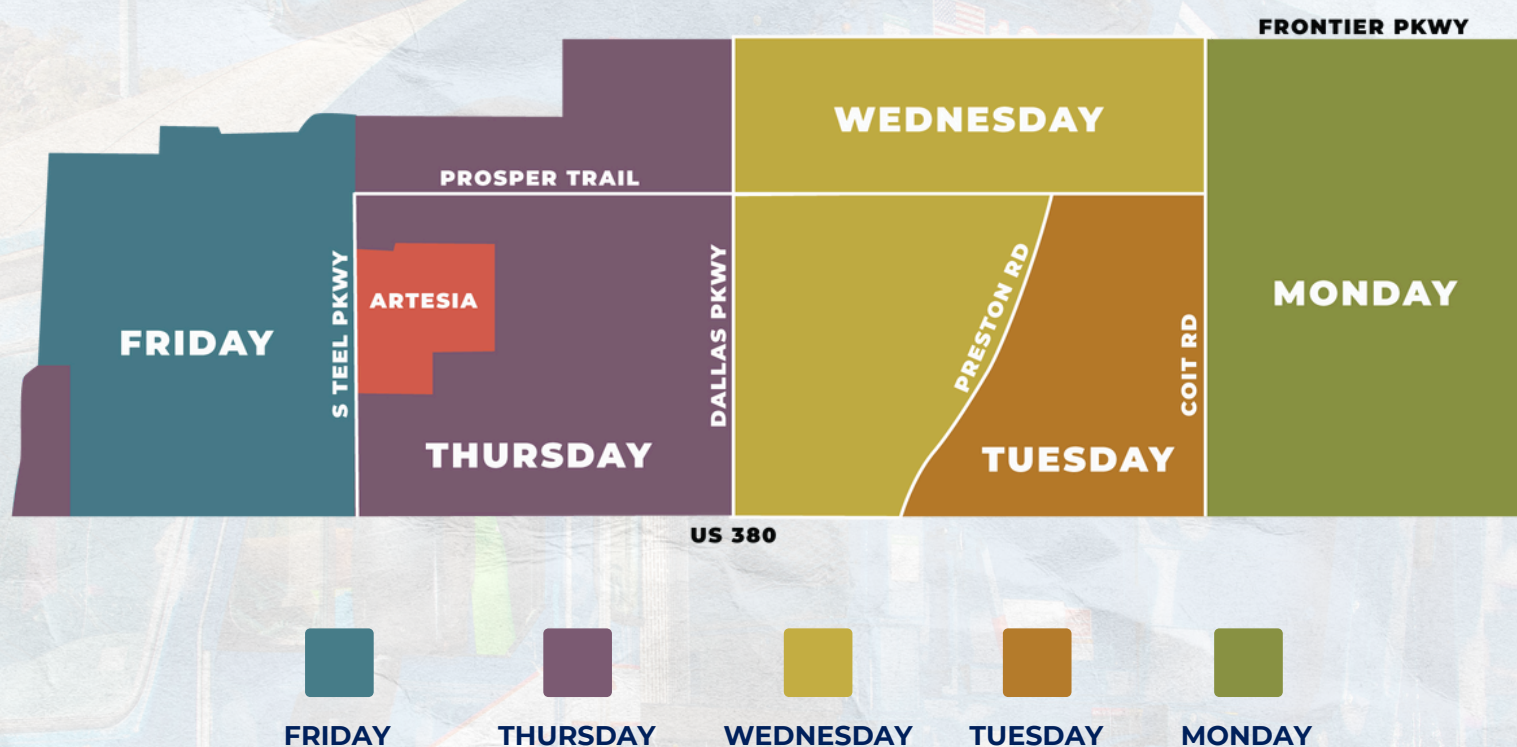 FRONTIER PKWY
WEDNESDAY
PROSPER TRAIL
S TEEL PKWY
ARTESIA
DALLAS PKWY
PRESTON RD
COIT RD
MONDAY
FRIDAY
THURSDAY
TUESDAY
US 380
FRIDAY
THURSDAY
WEDNESDAY
TUESDAY
MONDAY